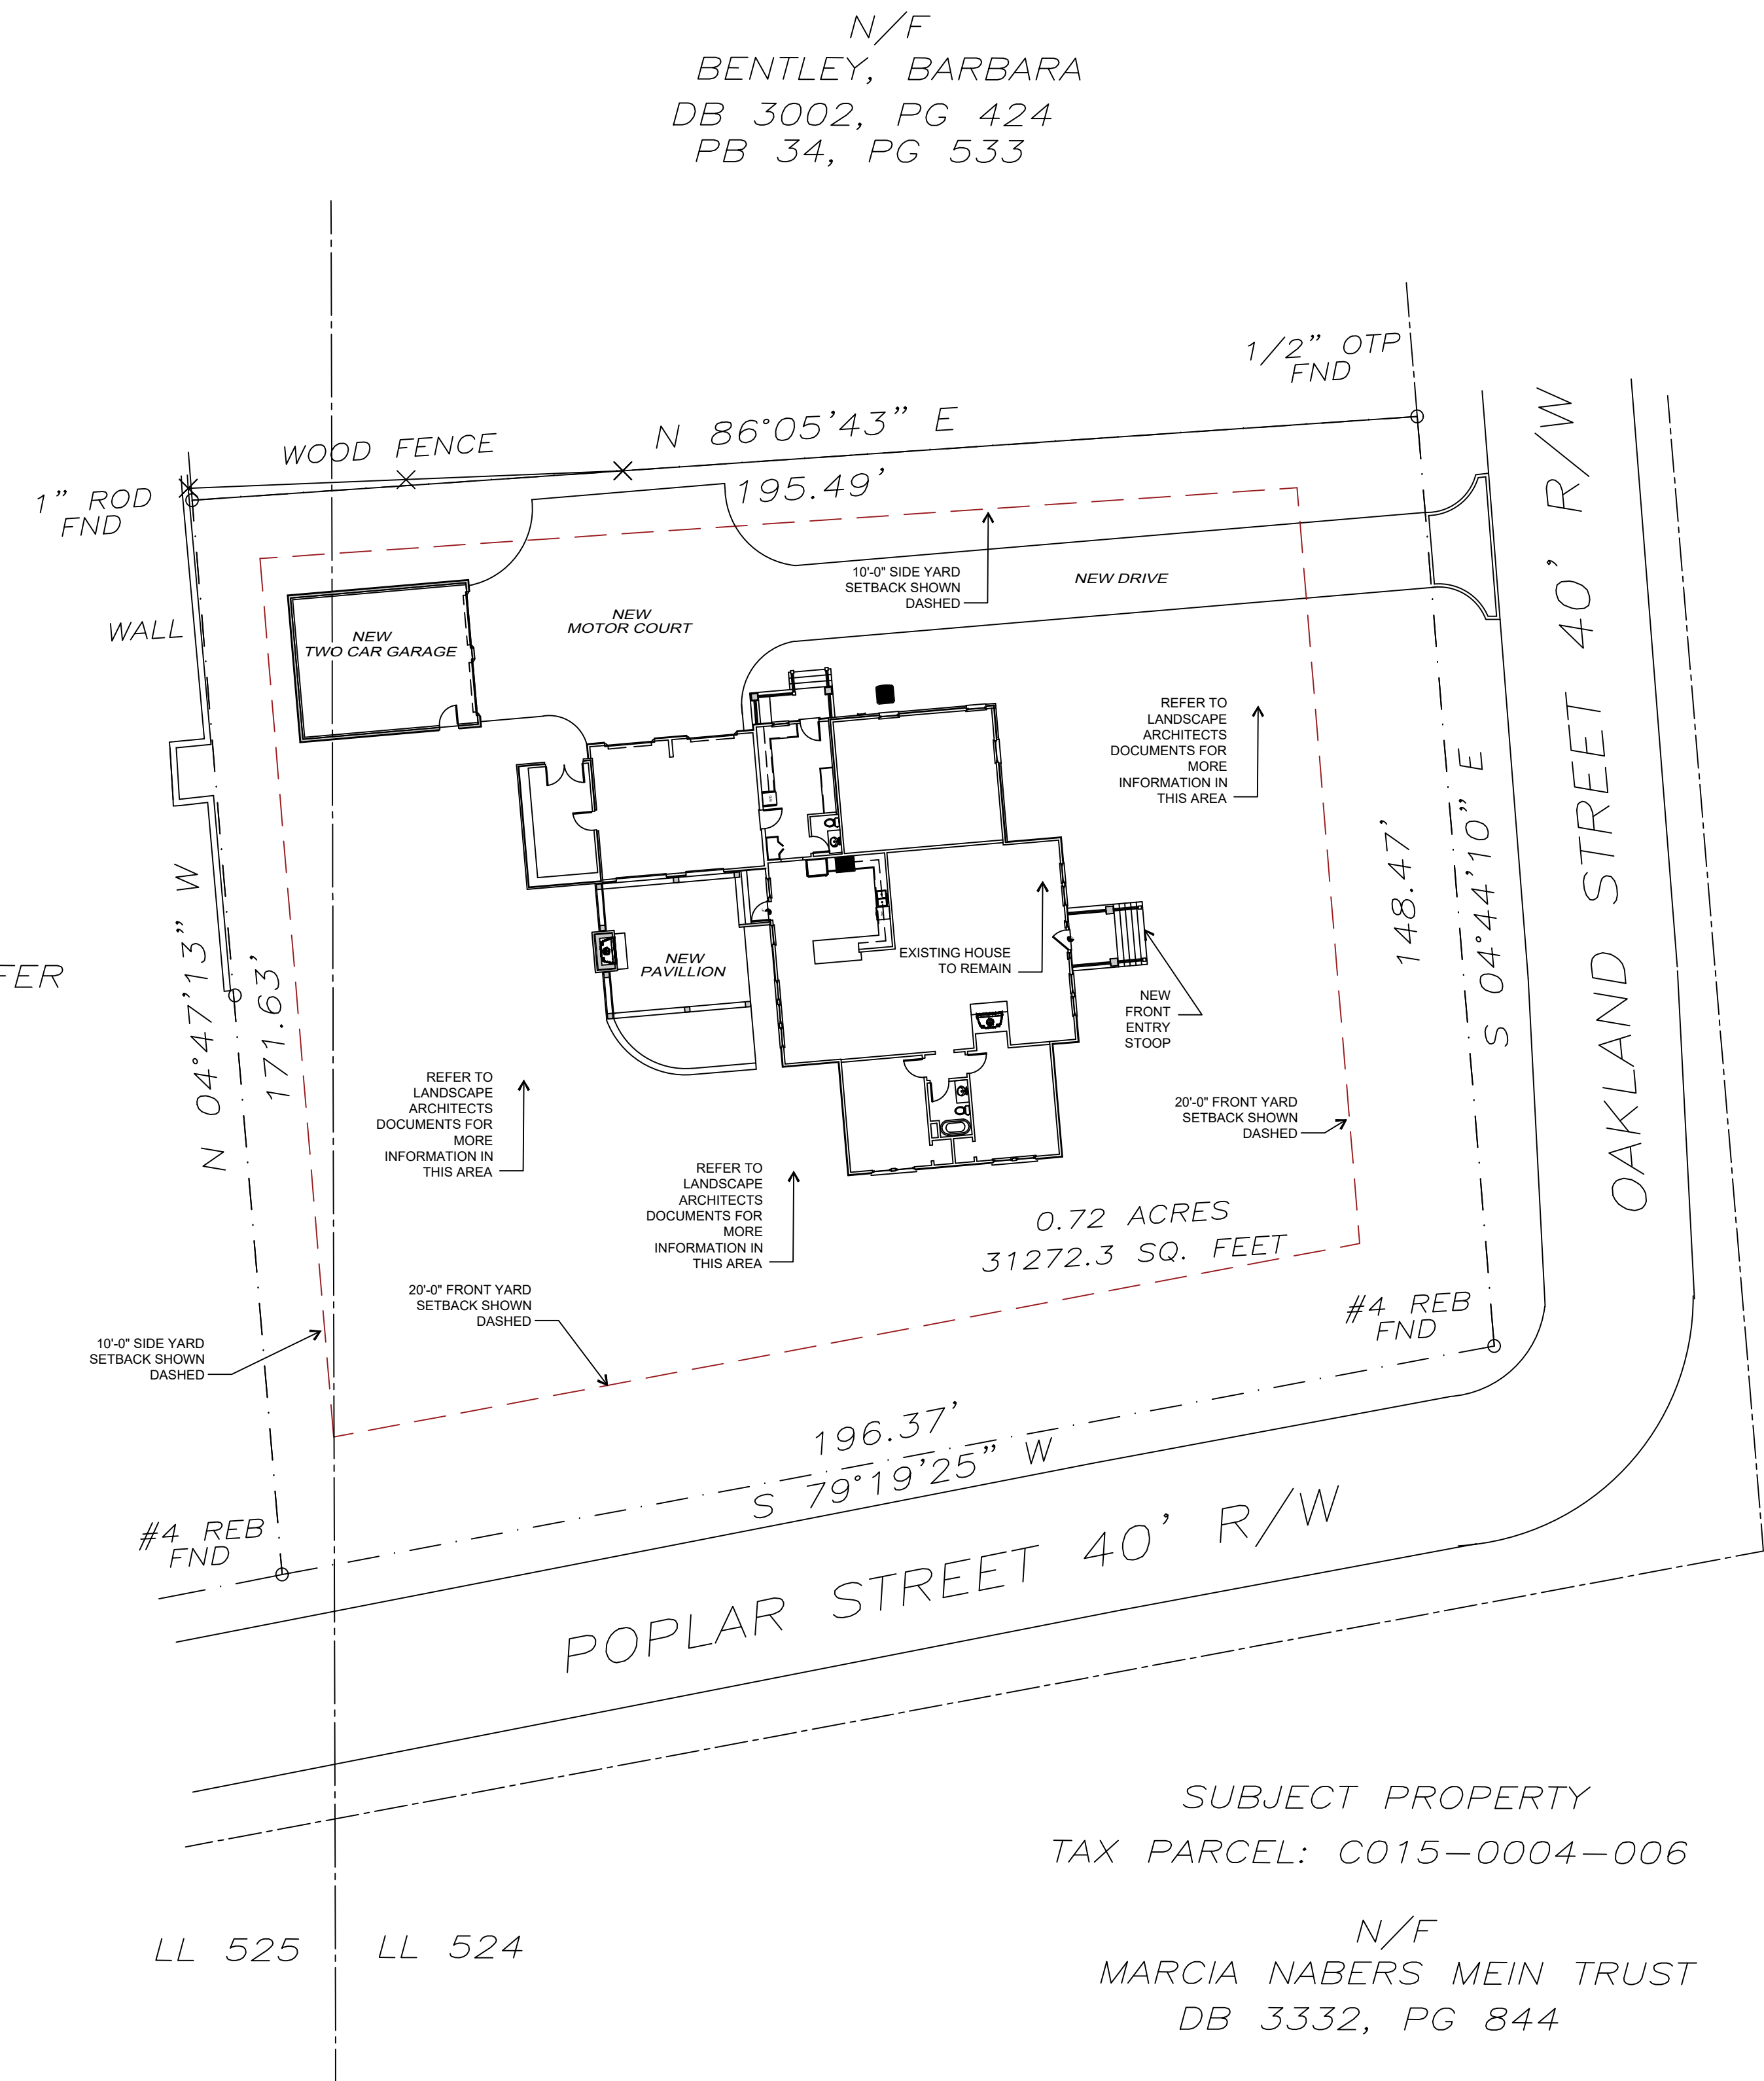 N/F
BENTLEY, BARBARA
DB 3002, PG 424
PB 34, PG 533
1/2" OTP
FND
WOOD FENCE
N 86°05'43" E
195.49'
1" ROD
FND
WALL
10'-0" SIDE YARD
SETBACK SHOWN
DASHED
NEW DRIVE
NEW
MOTOR COURT
NEW
TWO CAR GARAGE
REFER TO
LANDSCAPE
ARCHITECTS
DOCUMENTS FOR
MORE
INFORMATION IN
THIS AREA
OAKLAND STREET 40' R/W
S 04°44'10" E
148.47'
N 04°47'13" W
171.63'
FER
EXISTING HOUSE
TO REMAIN
NEW
PAVILLION
NEW
FRONT
ENTRY
STOOP
REFER TO
LANDSCAPE
ARCHITECTS
DOCUMENTS FOR
MORE
INFORMATION IN
THIS AREA
20'-0" FRONT YARD
SETBACK SHOWN
DASHED
REFER TO
LANDSCAPE
ARCHITECTS
DOCUMENTS FOR
MORE
INFORMATION IN
THIS AREA
0.72 ACRES
31272.3 SQ. FEET
20'-0" FRONT YARD
SETBACK SHOWN
DASHED
10'-0" SIDE YARD
SETBACK SHOWN
DASHED
#4 REB
FND
196.37'
S 79°19'25" W
#4 REB
FND
POPLAR STREET 40' R/W
SUBJECT PROPERTY
TAX PARCEL: C015-0004-006
N/F
MARCIA NABERS MEIN TRUST
DB 3332, PG 844
LL 525
LL 524